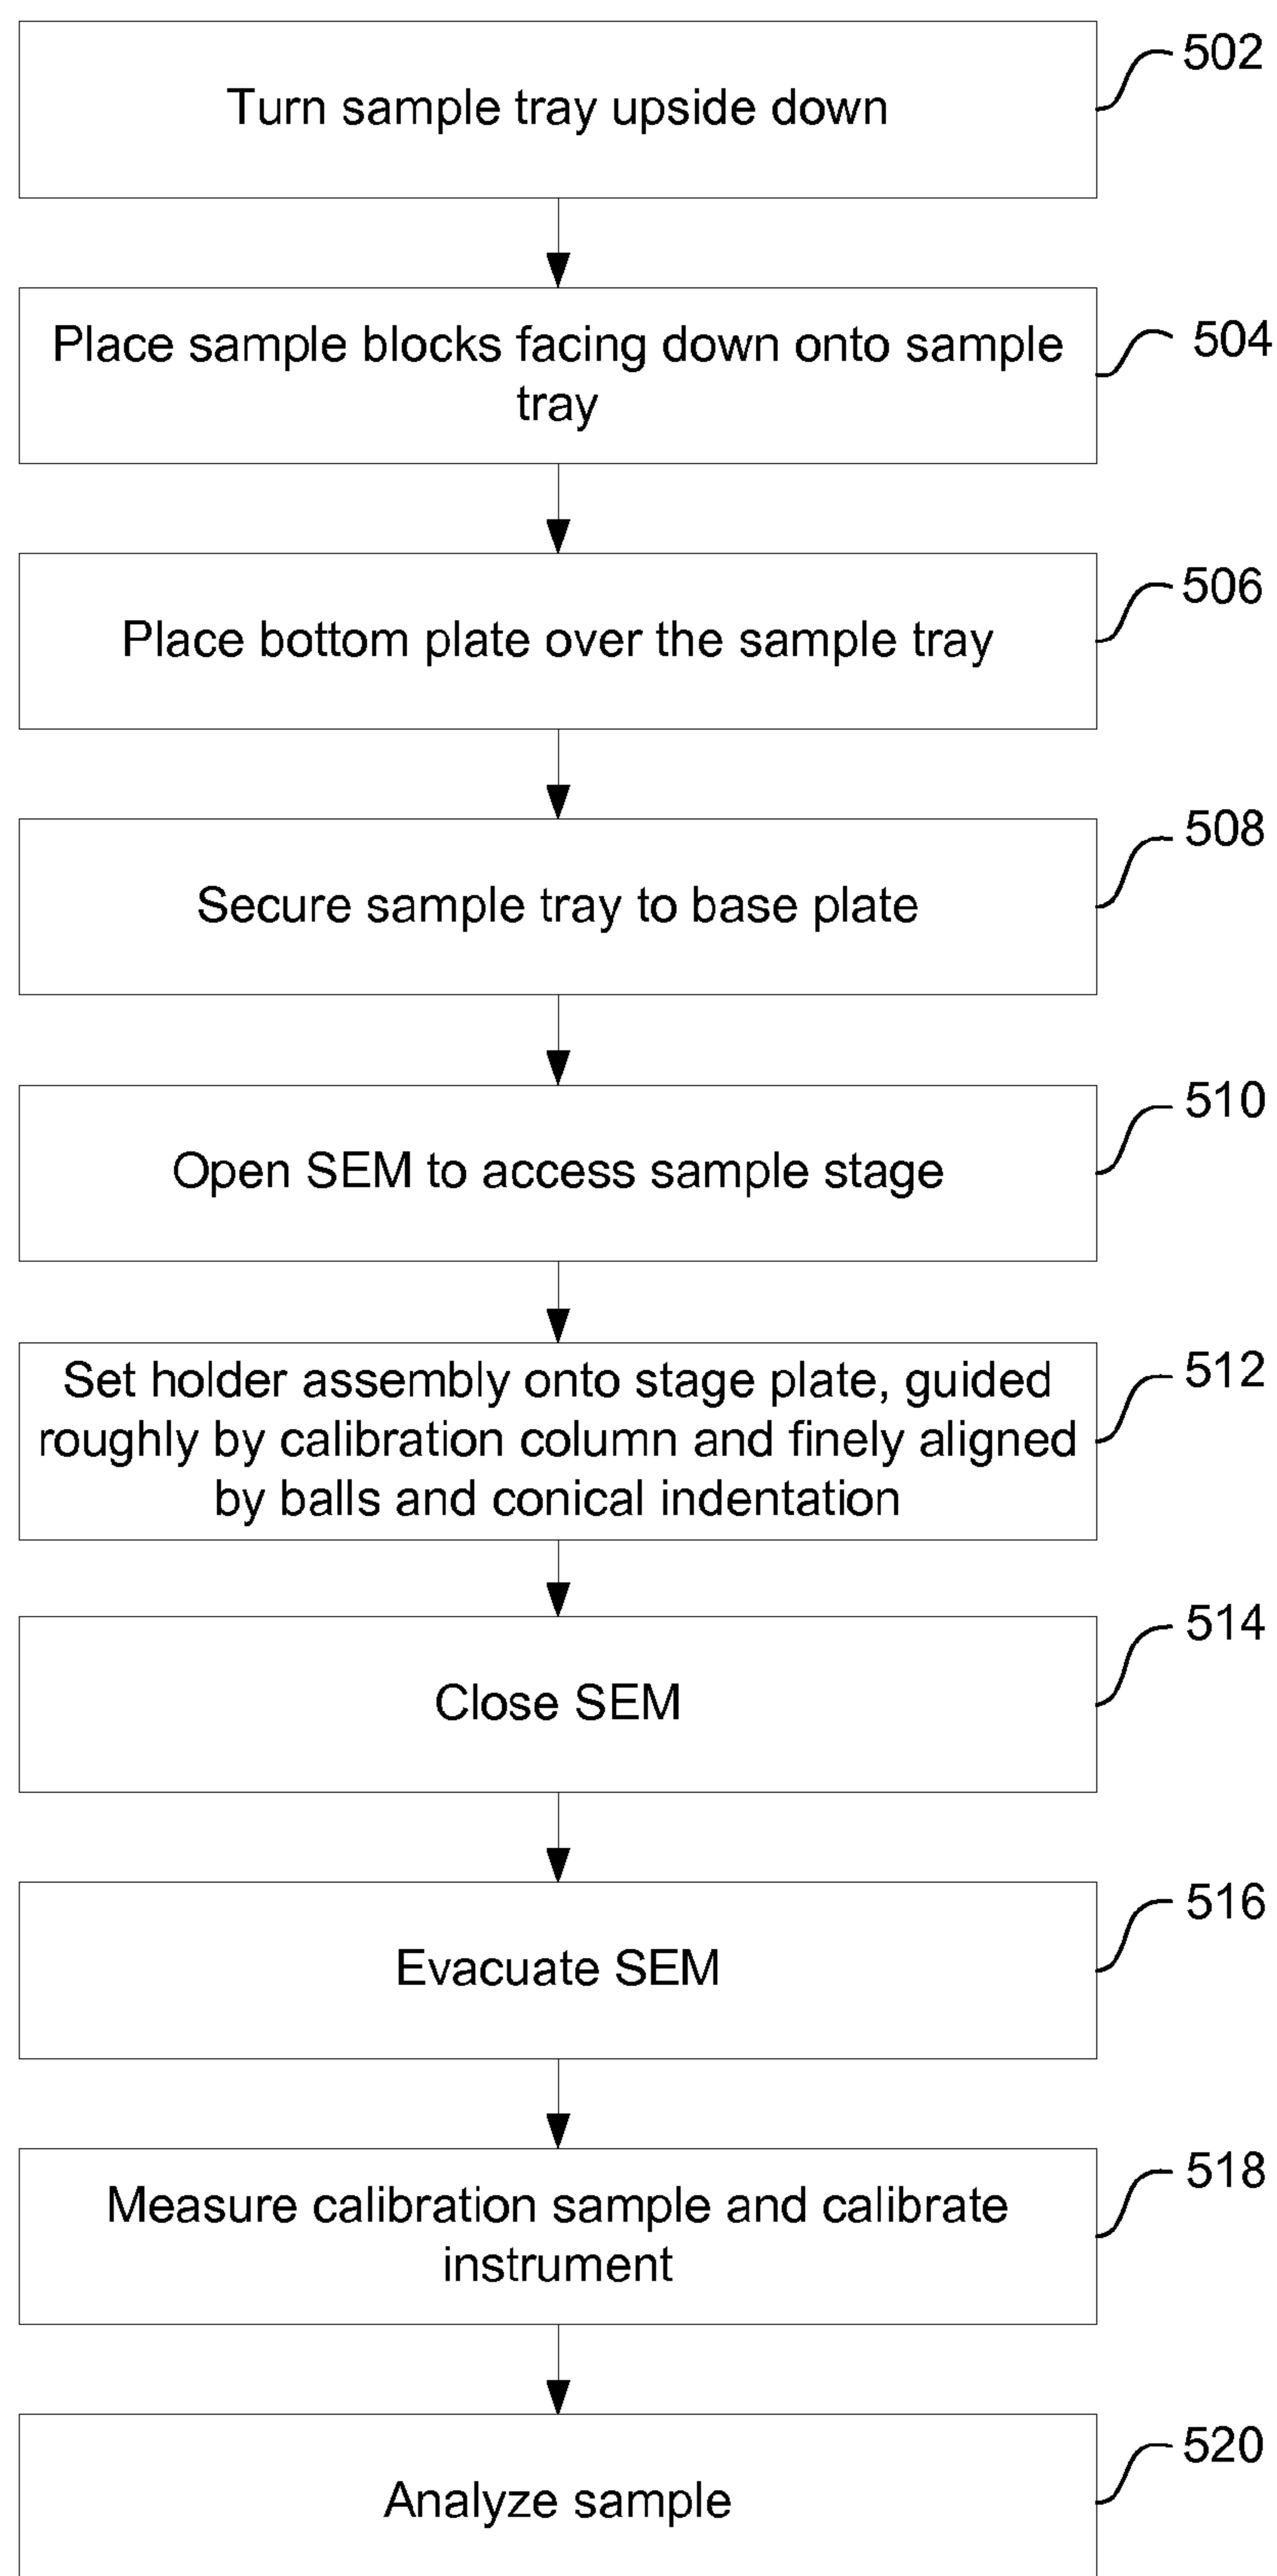 Turn sample tray upside down
502
Place sample blocks facing down onto sample
tray
504
Place bottom plate over the sample tray
506
Secure sample tray to base plate
508
Open SEM to access sample stage
510
Set holder assembly onto stage plate, guided
roughly by calibration column and finely aligned
by balls and conical indentation
512
Close SEM
514
Evacuate SEM
516
Measure calibration sample and calibrate
instrument
518
Analyze sample
520